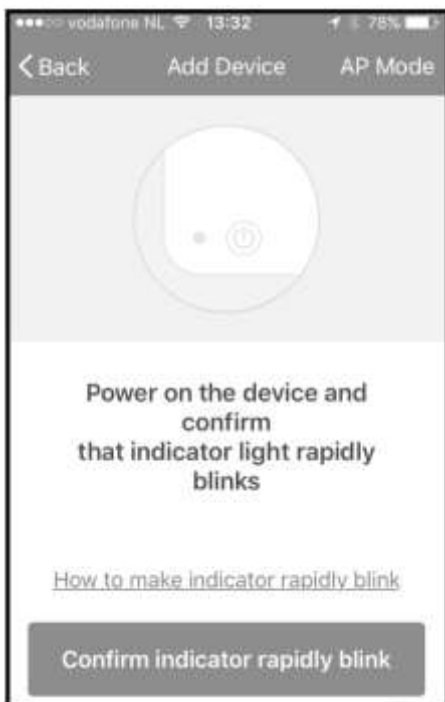 vodafone NL 13:32 78%
Back Add Device AP Mode
Power on the device and
confirm
that indicator light rapidly
blinks
How to make indicator rapidly blink
Confirm indicator rapidly blink